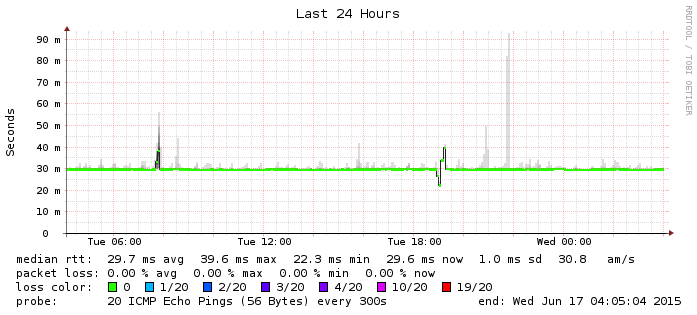 Last 24 Hours
RRDTOOL / TOBI OETIKER
Seconds
90 m
80 m
70 m
60 m
50 m
40 m
30 m
20 m
10 m
0
Tue 06:00 Tue 12:00 Tue 18:00 Wed 00:00
median rtt: 29.7 ms avg 39.6 ms max 22.3 ms min 29.6 ms now 1.0 ms sd 30.8 am/s
packet loss: 0.00 % avg 0.00 % max 0.00 % min 0.00 % now
loss color: 0 1/20 2/20 3/20 4/20 10/20 19/20
probe: 20 ICMP Echo Pings (56 Bytes) every 300s end: Wed Jun 17 04:05:04 2015